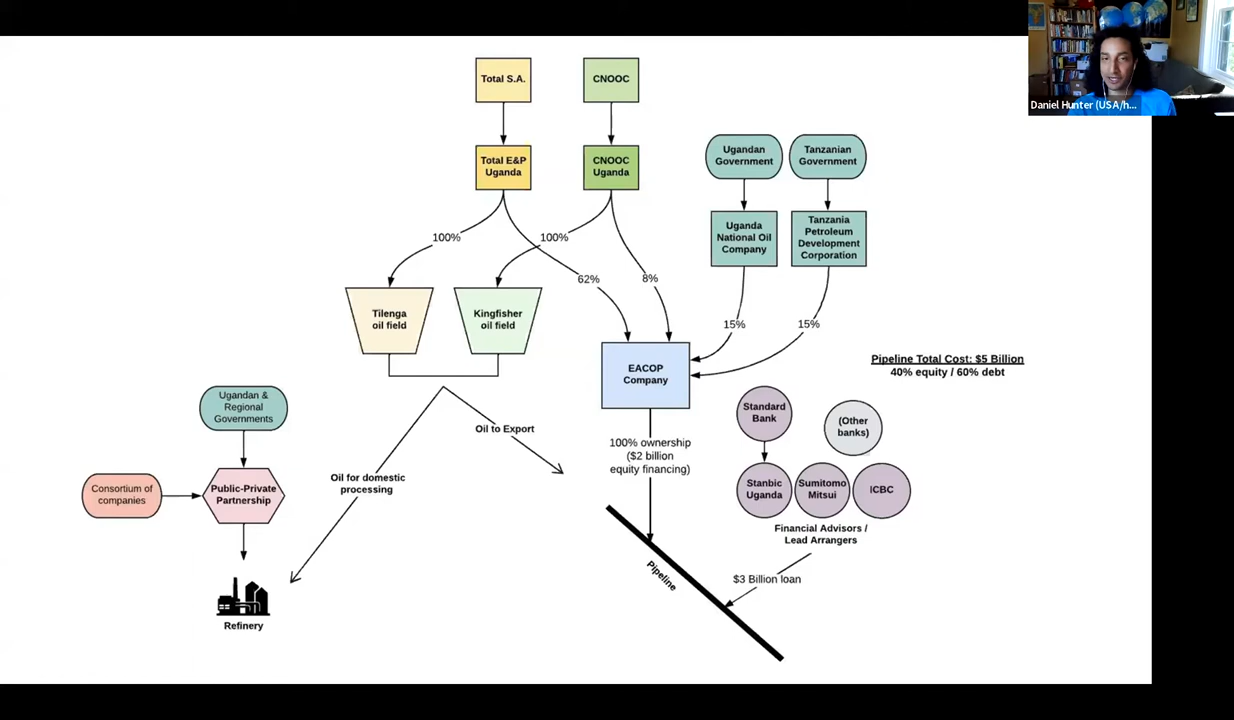 Daniel Hunter (USA/h...
Total S.A.
CNOOC
Total E&P
Uganda
CNOOC
Uganda
Ugandan
Government
Tanzanian
Government
Uganda
National Oil
Company
Tanzania
Petroleum
Development
Corporation
100%
100%
62%
8%
15%
15%
Tilenga
oil field
Kingfisher
oil field
EACOP
Company
Pipeline Total Cost: $5 Billion
40% equity / 60% debt
Ugandan &
Regional
Governments
Oil to Export
Standard
Bank
(Other
banks)
100% ownership
($2 billion
equity financing)
Oil for domestic
processing
Consortium of
companies
Public-Private
Partnership
Stanbic
Uganda
Sumitomo
Mitsui
ICBC
Financial Advisors /
Lead Arrangers
Pipeline
$3 Billion loan
Refinery